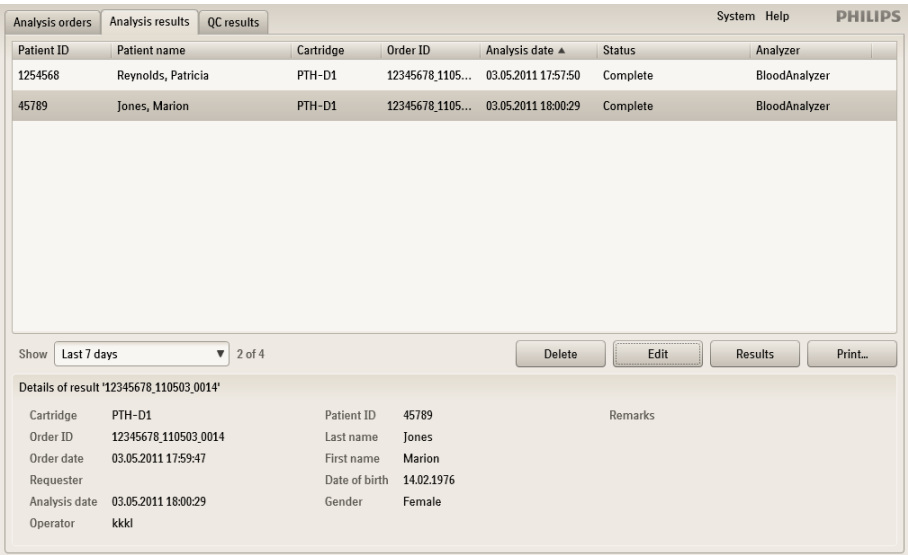 Analysis orders Analysis results QC results System Help PHILIPS
Patient ID Patient name Cartridge Order ID Analysis date ▲ Status Analyzer
1254568 Reynolds, Patricia PTH-D1 12345678_1105... 03.05.2011 17:57:50 Complete BloodAnalyzer
45789 Jones, Marion PTH-D1 12345678_1105... 03.05.2011 18:00:29 Complete BloodAnalyzer
Show Last 7 days ▼ 2 of 4 Delete Edit Results Print...
Details of result '12345678_110503_0014'
Cartridge PTH-D1 Patient ID 45789 Remarks
Order ID 12345678_110503_0014 Last name Jones
Order date 03.05.2011 17:59:47 First name Marion
Requester Date of birth 14.02.1976
Analysis date 03.05.2011 18:00:29 Gender Female
Operator kkkl